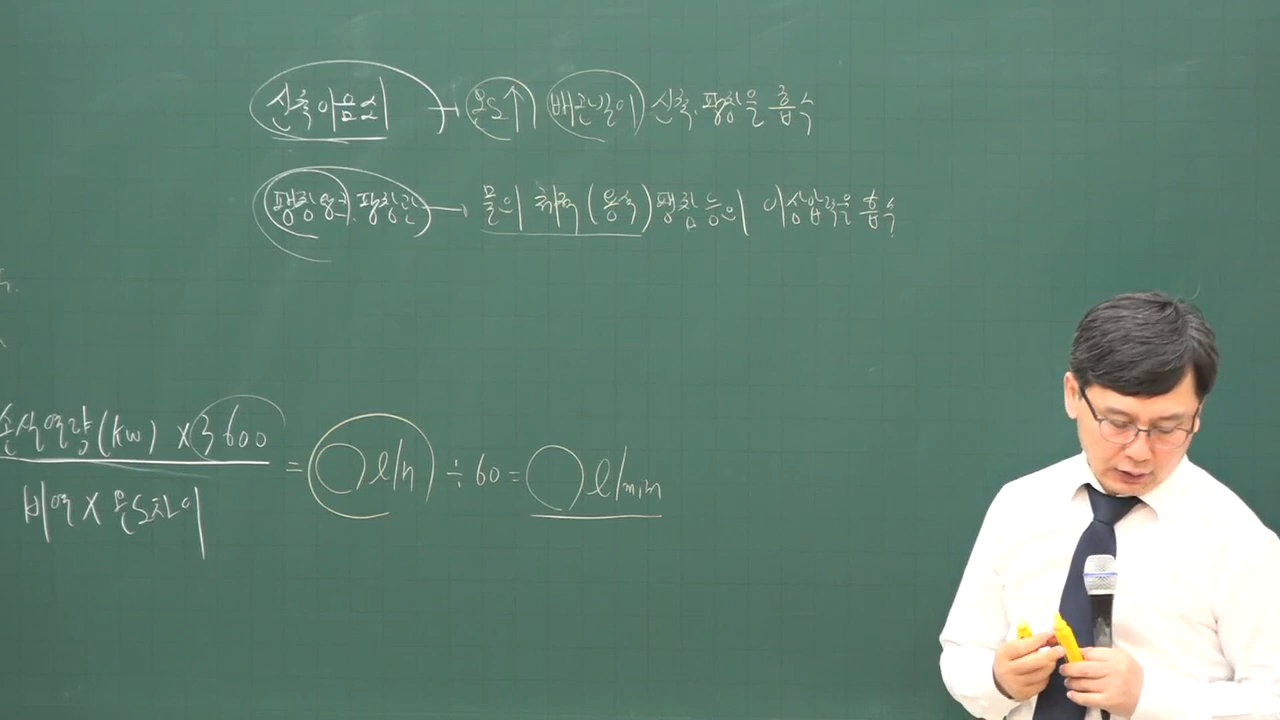 신축이음쇠 → 온도↑ 배관길이 신축.팽창을 흡수
팽창탱크.팽창관 → 물의 체적(용축)팽창 등의 이상압력을 흡수
손실열량(kw) x3600
비열 x 온도차이
= ○ l/h ÷ 60 = ○ l/min